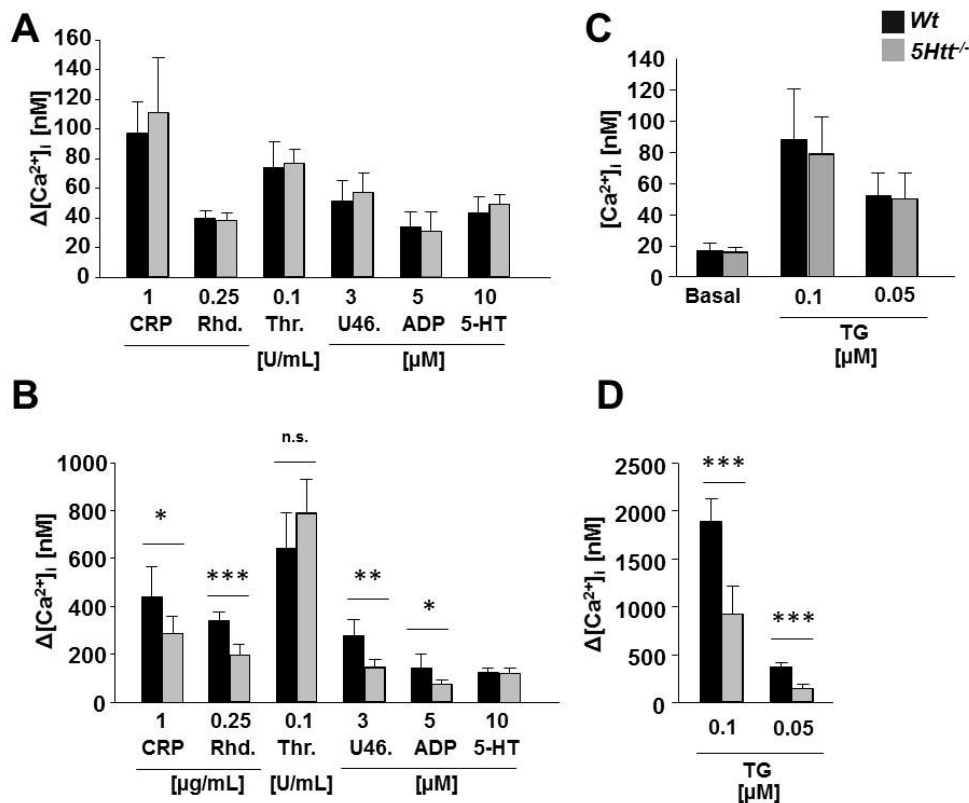 A
Δ[Ca²⁺]ᵢ [nM]
160
140
120
100
80
60
40
20
0
1 0.25 0.1 3 5 10
CRP Rhd. Thr. U46. ADP 5-HT
[U/mL] [µM]
C
Wt
5Htt⁻/⁻
[Ca²⁺]ᵢ [nM]
140
120
100
80
60
40
20
0
Basal 0.1 0.05
TG
[µM]
B
Δ[Ca²⁺]ᵢ [nM]
1000
800
600
400
200
0
* *** n.s. ** *
1 0.25 0.1 3 5 10
CRP Rhd. Thr. U46. ADP 5-HT
[µg/mL] [U/mL] [µM]
D
Δ[Ca²⁺]ᵢ [nM]
2500
2000
1500
1000
500
0
*** ***
0.1 0.05
TG
[µM]